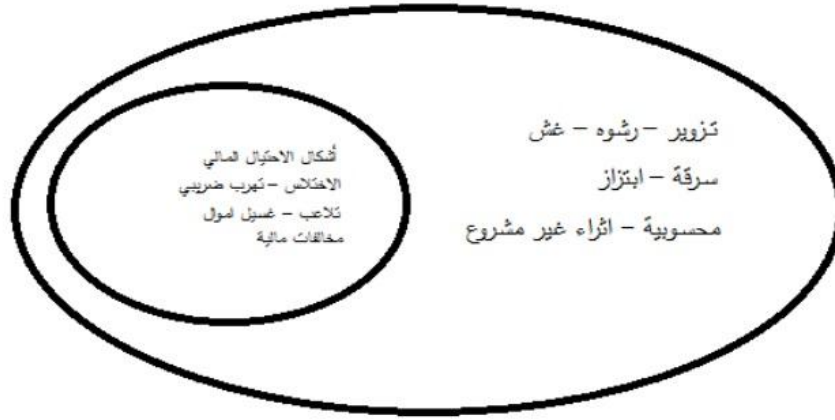 تزوير – رشوه – غش
سرقة – ابتزاز
محسوبية – اثراء غير مشروع
أشكال الاحتيال المالي
الاختلاس – تهرب ضريبي
تلاعب – غسيل اموال
مخالفات مالية